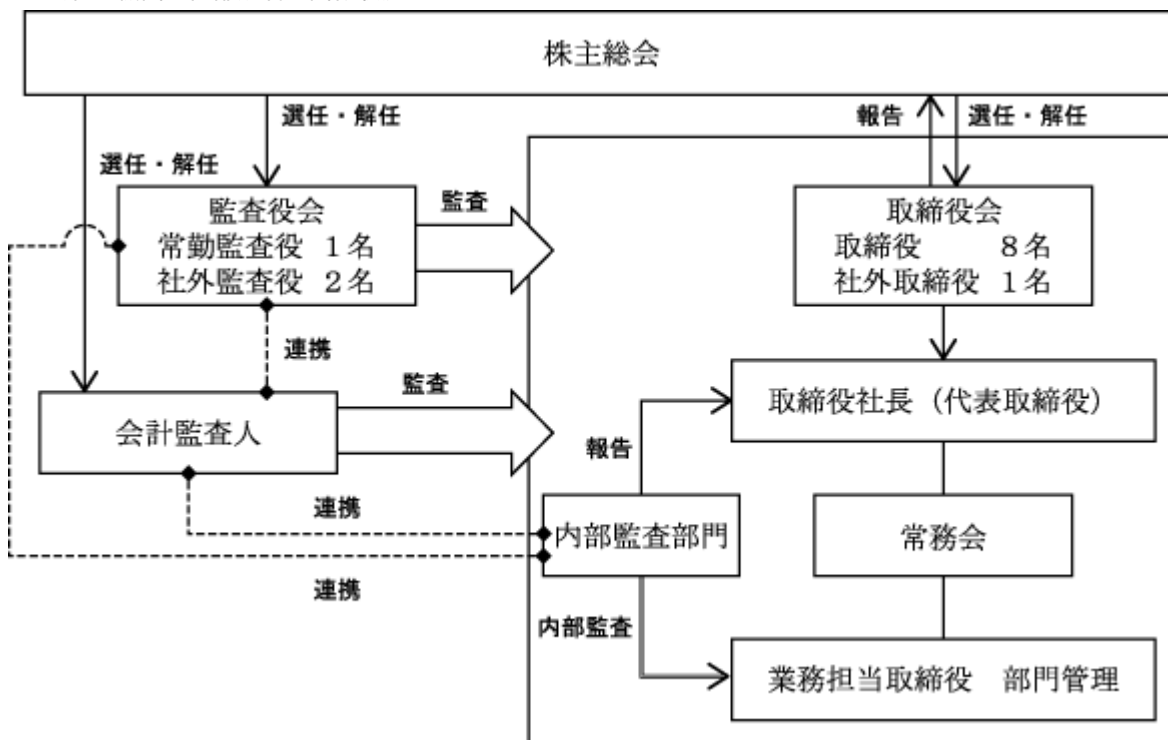 株主総会
選任・解任
報告
選任・解任
選任・解任
監査役会
常勤監査役 1名
社外監査役 2名
監査
取締役会
取締役 8名
社外取締役 1名
連携
監査
取締役社長（代表取締役）
会計監査人
報告
連携
内部監査部門
常務会
連携
内部監査
業務担当取締役 部門管理